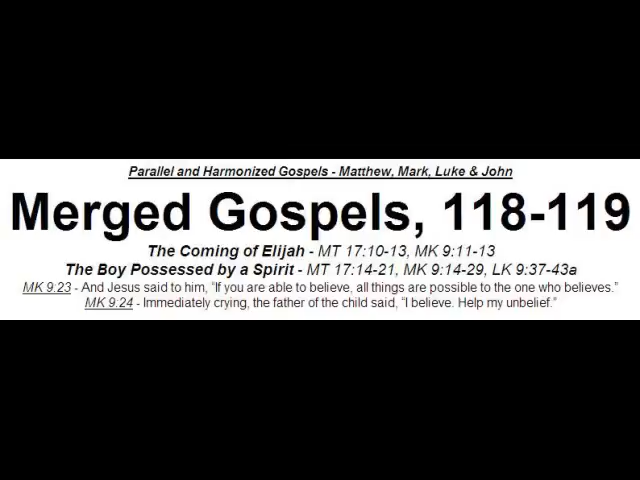 Parallel and Harmonized Gospels - Matthew, Mark, Luke & John
Merged Gospels, 118-119
The Coming of Elijah - MT 17:10-13, MK 9:11-13
The Boy Possessed by a Spirit - MT 17:14-21, MK 9:14-29, LK 9:37-43a
MK 9:23 - And Jesus said to him, “If you are able to believe, all things are possible to the one who believes.”
MK 9:24 - Immediately crying, the father of the child said, “I believe. Help my unbelief.”